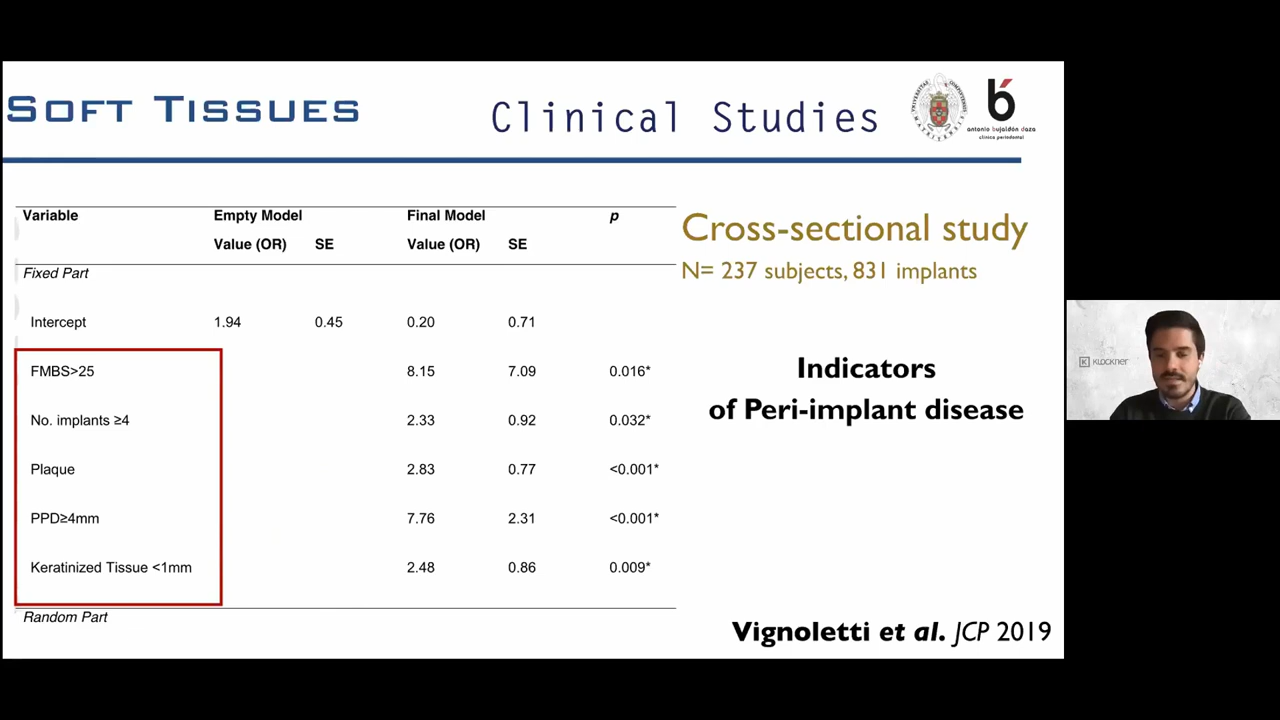 SOFT TISSUES
Clinical Studies
b
antonio bujaldón daza
clínica periodontal
Variable Empty Model Final Model p
Value (OR) SE Value (OR) SE
Fixed Part
Intercept 1.94 0.45 0.20 0.71
FMBS>25 8.15 7.09 0.016*
No. implants ≥4 2.33 0.92 0.032*
Plaque 2.83 0.77 <0.001*
PPD≥4mm 7.76 2.31 <0.001*
Keratinized Tissue <1mm 2.48 0.86 0.009*
Random Part
Cross-sectional study
N= 237 subjects, 831 implants
Indicators
of Peri-implant disease
Vignoletti et al. JCP 2019
K KLOCKNER